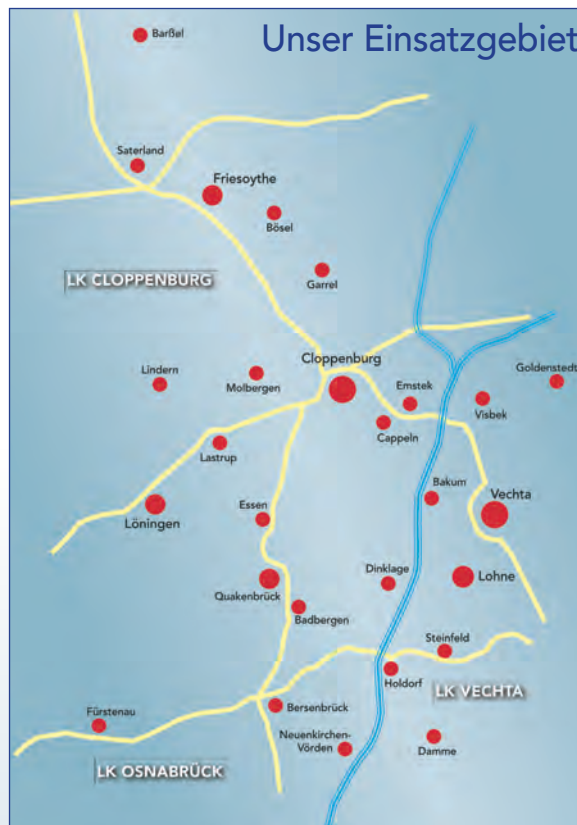 Unser Einsatzgebiet
Barßel
Saterland
Friesoythe
Bösel
LK CLOPPENBURG
Garrel
Cloppenburg
Lindern
Molbergen
Emstek
Goldenstedt
Visbek
Cappeln
Lastrup
Bakum
Vechta
Löningen
Essen
Dinklage
Lohne
Quakenbrück
Badbergen
Steinfeld
Holdorf
LK VECHTA
Bersenbrück
Fürstenau
Neuenkirchen-
Vörden
Damme
LK OSNABRÜCK